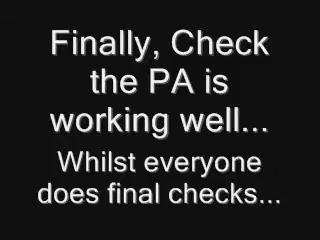 Finally, Check
the PA is
working well...
Whilst everyone
does final checks...